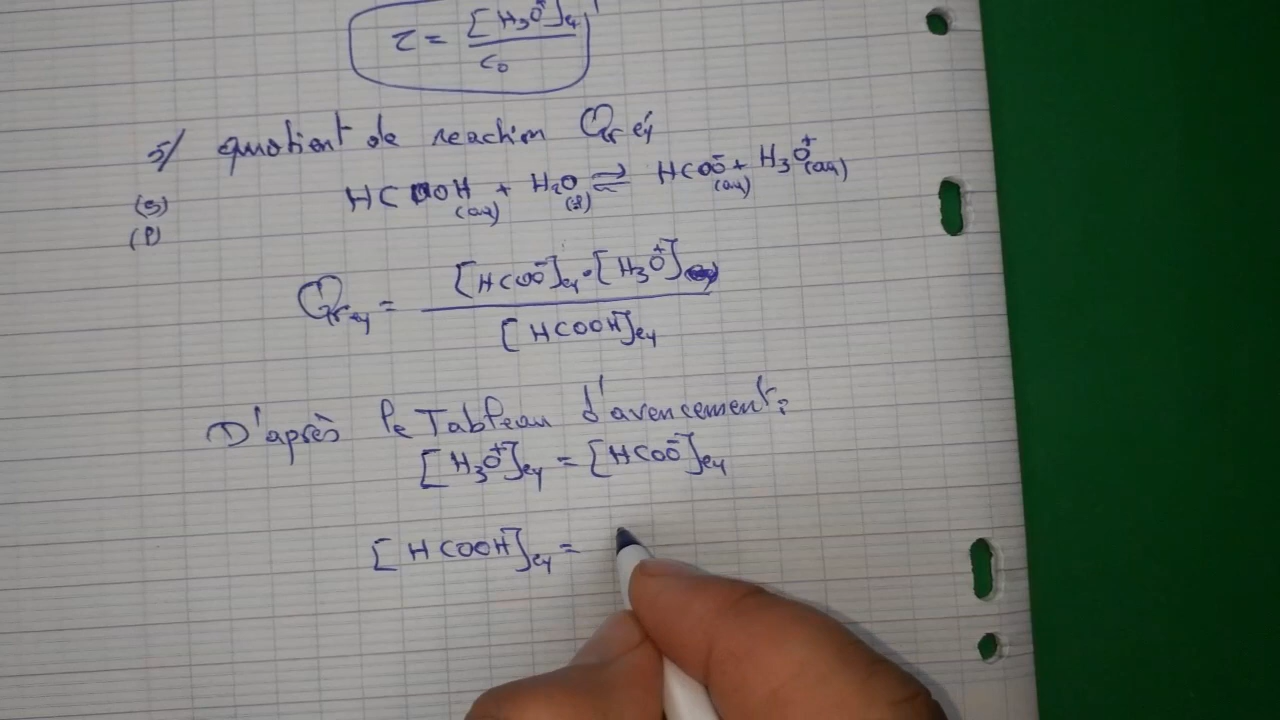 τ = [H₃O⁺]éq / C₀
5/ quotient de reaction Qr éq
HCOOH(aq) + H₂O(l) ⇌ HCOO⁻(aq) + H₃O⁺(aq)
(s)
(l)
Qr éq = [HCOO⁻]éq · [H₃O⁺]éq / [HCOOH]éq
D'après le Tableau d'avencement :
[H₃O⁺]éq = [HCOO⁻]éq
[HCOOH]éq =